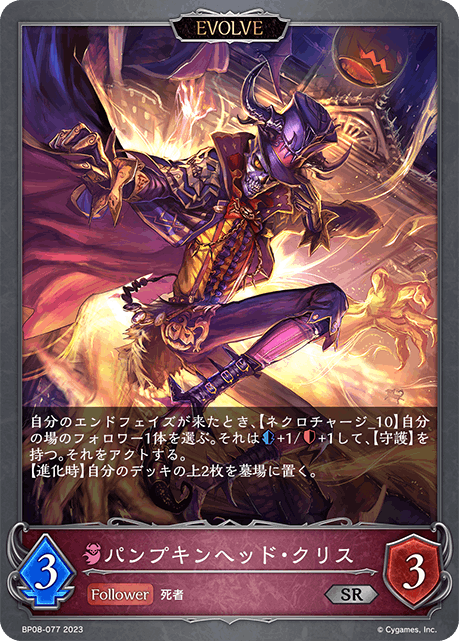 EVOLVE
自分のエンドフェイズが来たとき、【ネクロチャージ_10】自分
の場のフォロワー1体を選ぶ。それは+1/+1して、【守護】を
持つ。それをアクトする。
【進化時】自分のデッキの上2枚を墓場に置く。
パンプキンヘッド・クリス
3
Follower 死者
SR
3
BP08-077 2023
© Cygames, Inc.